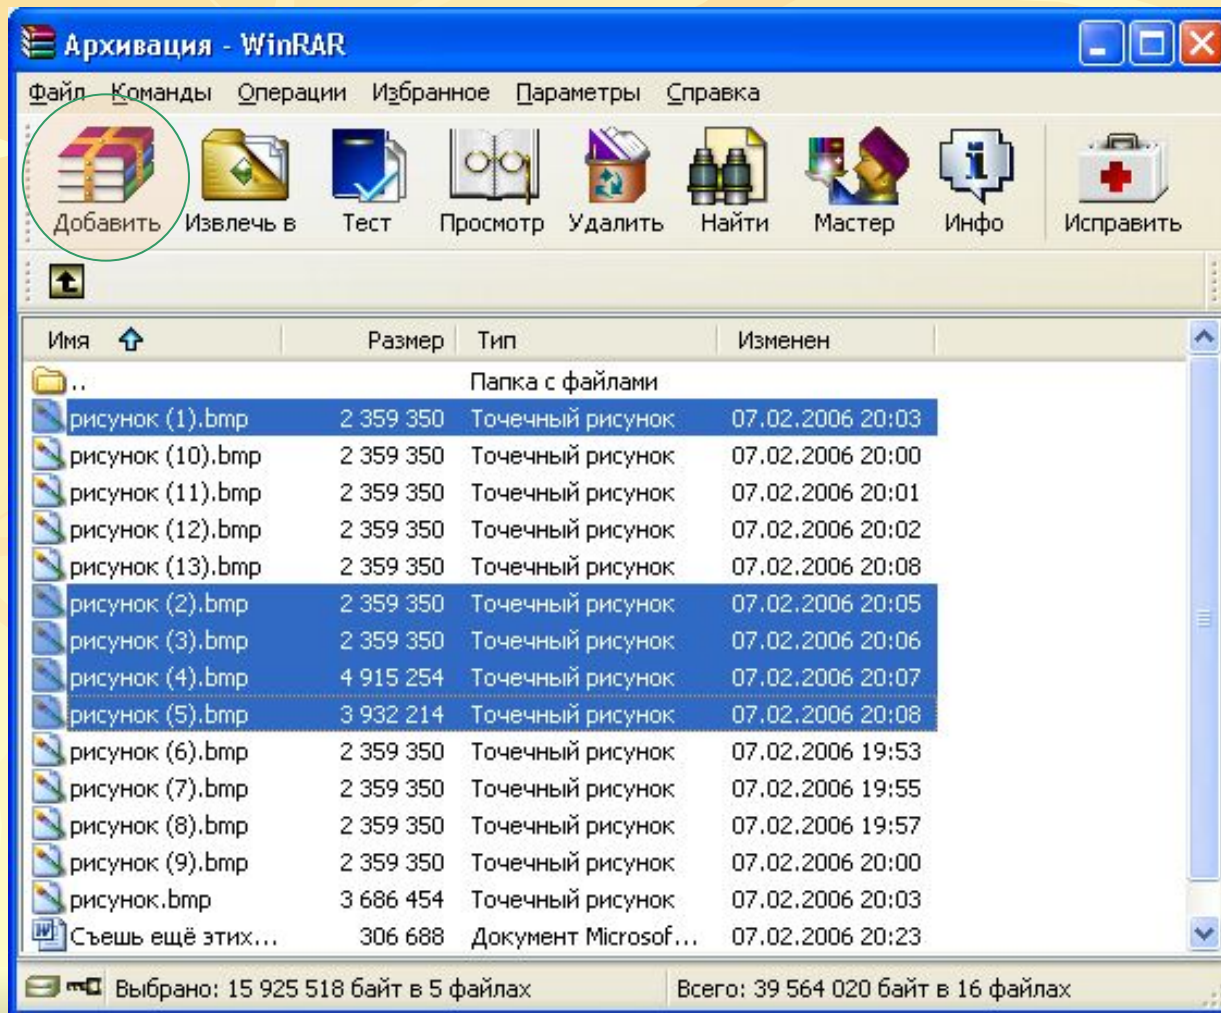 Архивация - WinRAR
Файл Команды Операции Избранное Параметры Справка
Добавить Извлечь в Тест Просмотр Удалить Найти Мастер Инфо Исправить
Имя Размер Тип Изменен
.. Папка с файлами
рисунок (1).bmp 2 359 350 Точечный рисунок 07.02.2006 20:03
рисунок (10).bmp 2 359 350 Точечный рисунок 07.02.2006 20:00
рисунок (11).bmp 2 359 350 Точечный рисунок 07.02.2006 20:01
рисунок (12).bmp 2 359 350 Точечный рисунок 07.02.2006 20:02
рисунок (13).bmp 2 359 350 Точечный рисунок 07.02.2006 20:08
рисунок (2).bmp 2 359 350 Точечный рисунок 07.02.2006 20:05
рисунок (3).bmp 2 359 350 Точечный рисунок 07.02.2006 20:06
рисунок (4).bmp 4 915 254 Точечный рисунок 07.02.2006 20:07
рисунок (5).bmp 3 932 214 Точечный рисунок 07.02.2006 20:08
рисунок (6).bmp 2 359 350 Точечный рисунок 07.02.2006 19:53
рисунок (7).bmp 2 359 350 Точечный рисунок 07.02.2006 19:55
рисунок (8).bmp 2 359 350 Точечный рисунок 07.02.2006 19:57
рисунок (9).bmp 2 359 350 Точечный рисунок 07.02.2006 20:00
рисунок.bmp 3 686 454 Точечный рисунок 07.02.2006 20:03
Съешь ещё этих... 306 688 Документ Microsof... 07.02.2006 20:23
Выбрано: 15 925 518 байт в 5 файлах Всего: 39 564 020 байт в 16 файлах